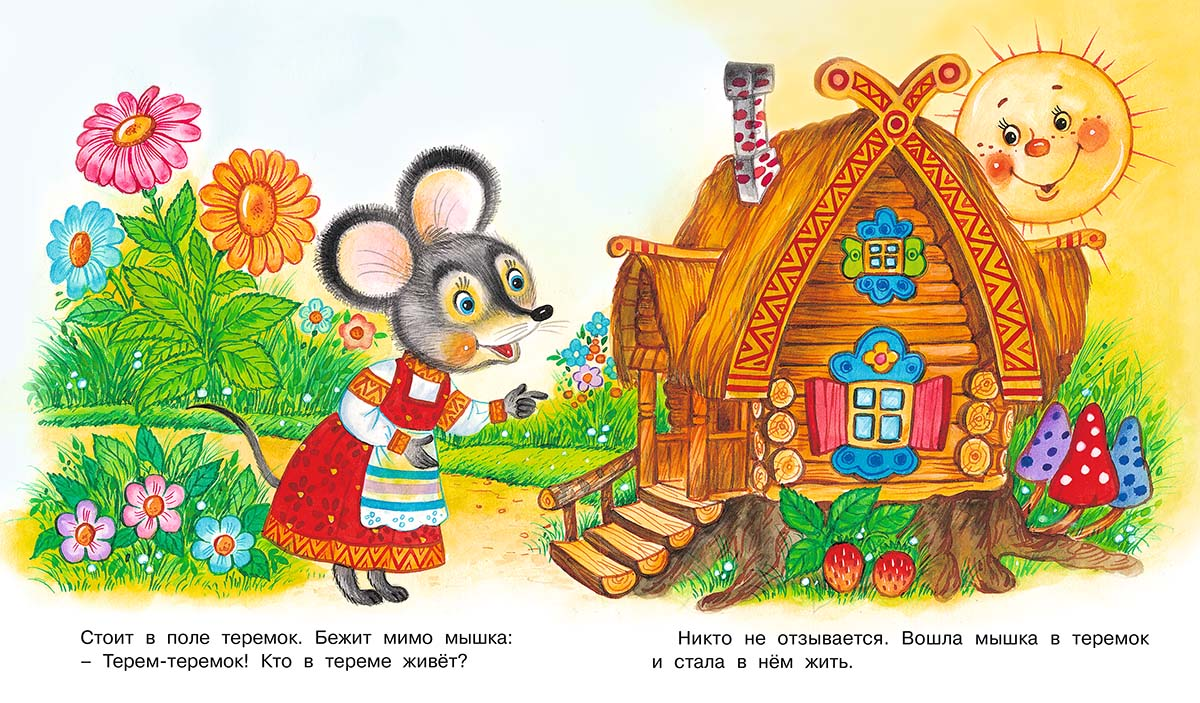 Стоит в поле теремок. Бежит мимо мышка:
– Терем-теремок! Кто в тереме живёт?
Никто не отзывается. Вошла мышка в теремок
и стала в нём жить.